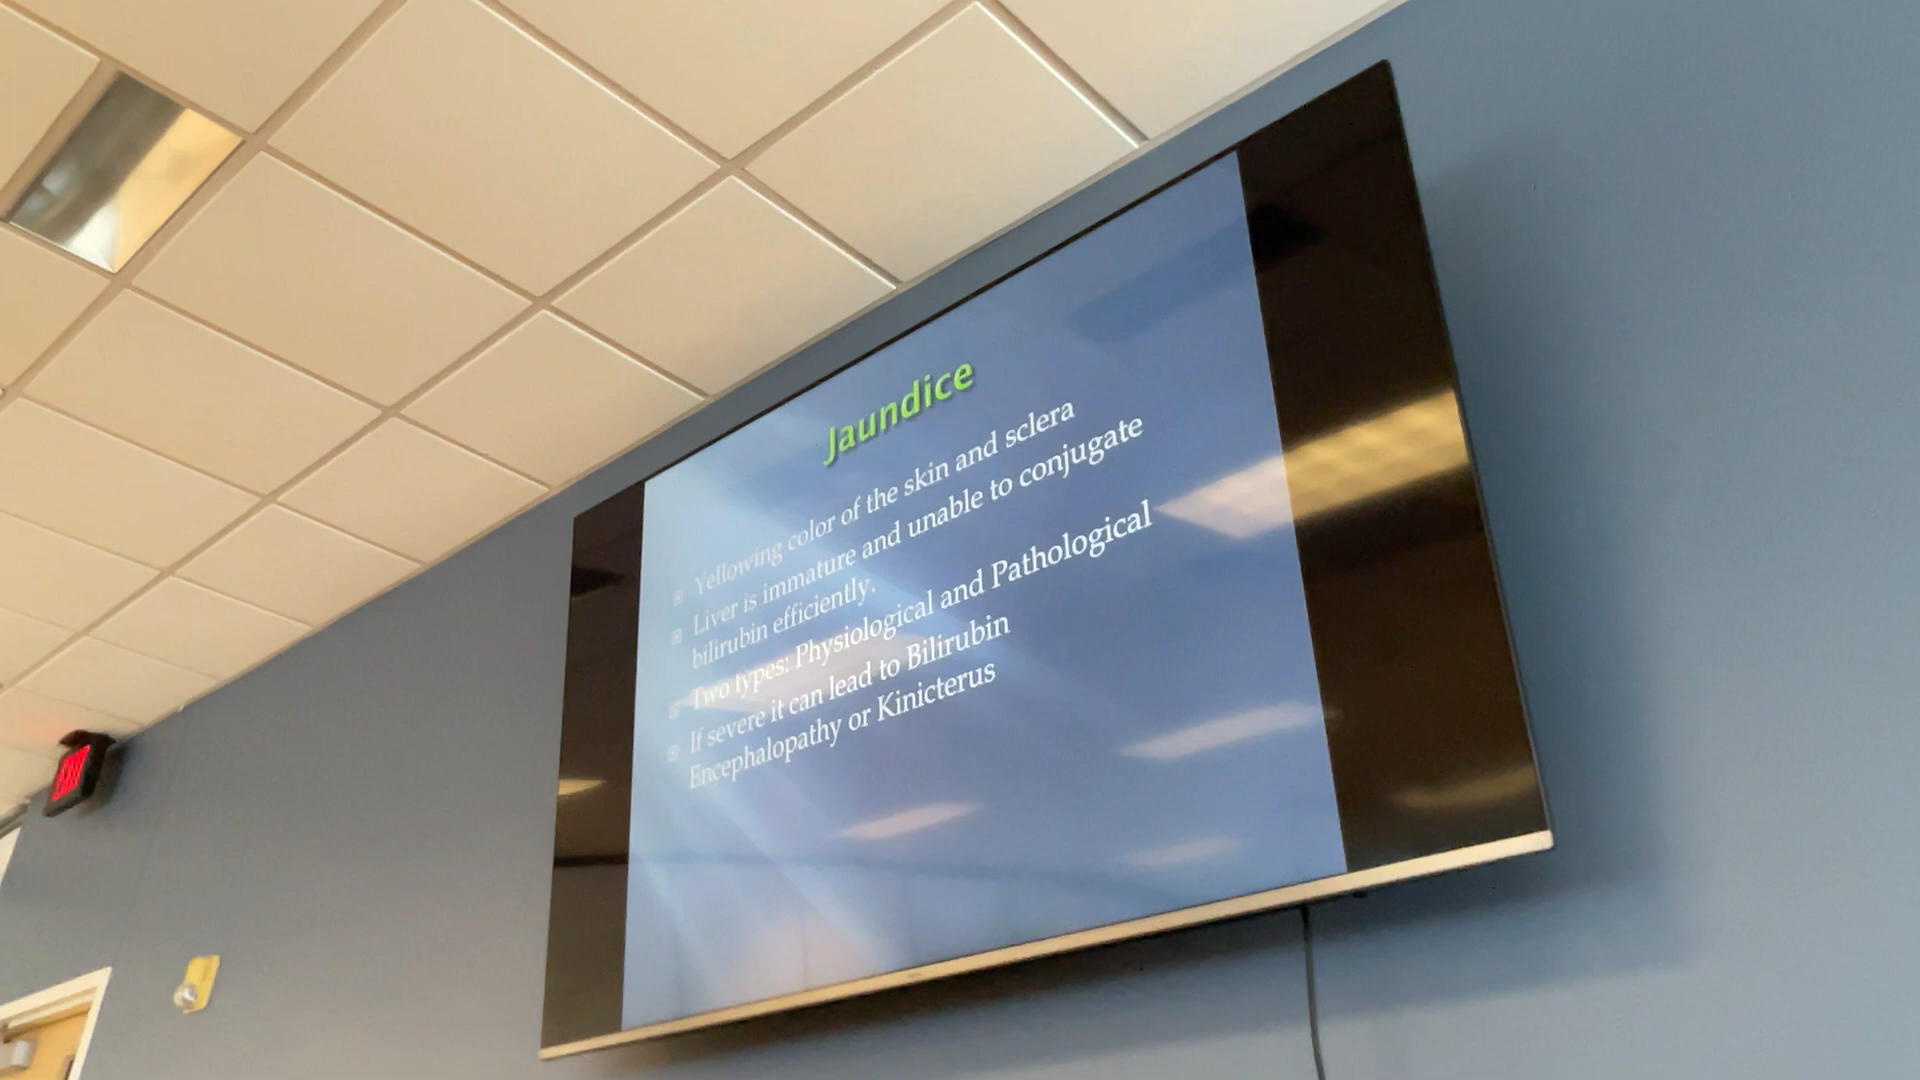 Jaundice
Yellowing color of the skin and sclera
Liver is immature and unable to conjugate
bilirubin efficiently.
Two types: Physiological and Pathological
If severe it can lead to Bilirubin
Encephalopathy or Kinicterus